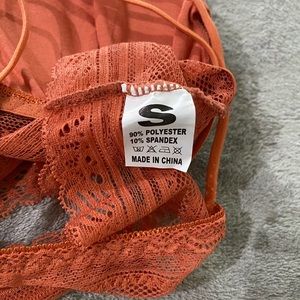 S
90% POLYESTER
10% SPANDEX
MADE IN CHINA